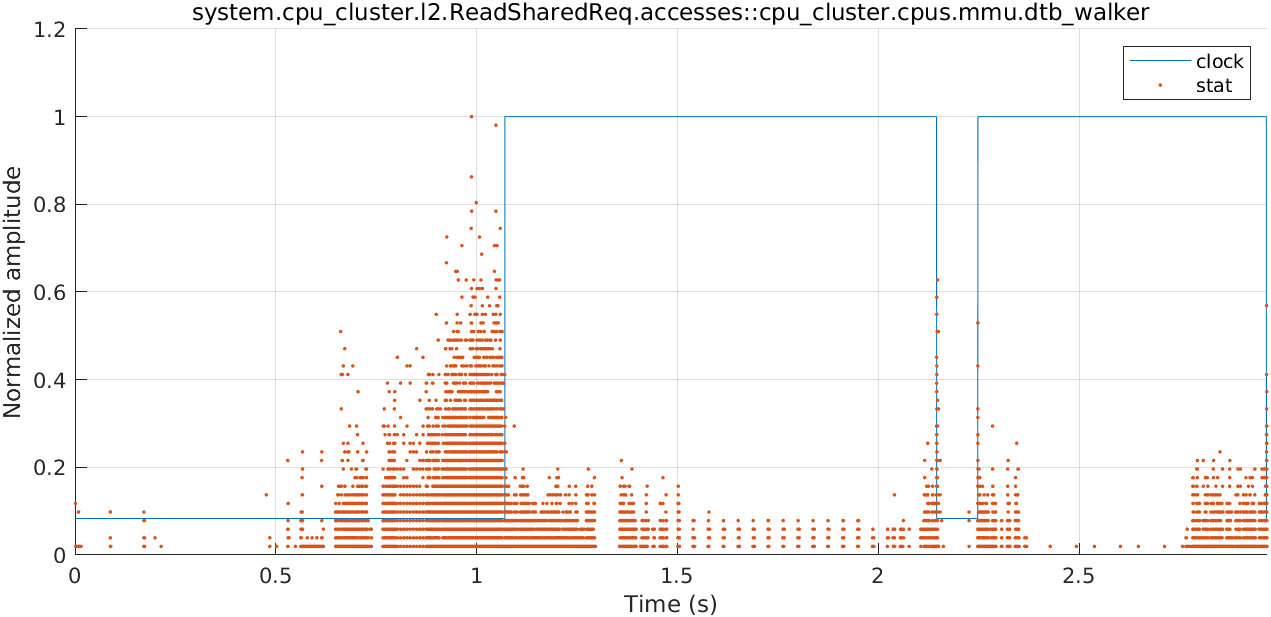 system.cpu_cluster.l2.ReadSharedReq.accesses::cpu_cluster.cpus.mmu.dtb_walker
1.2
1
0.8
0.6
0.4
0.2
0
Normalized amplitude
clock
stat
0 0.5 1 1.5 2 2.5
Time (s)